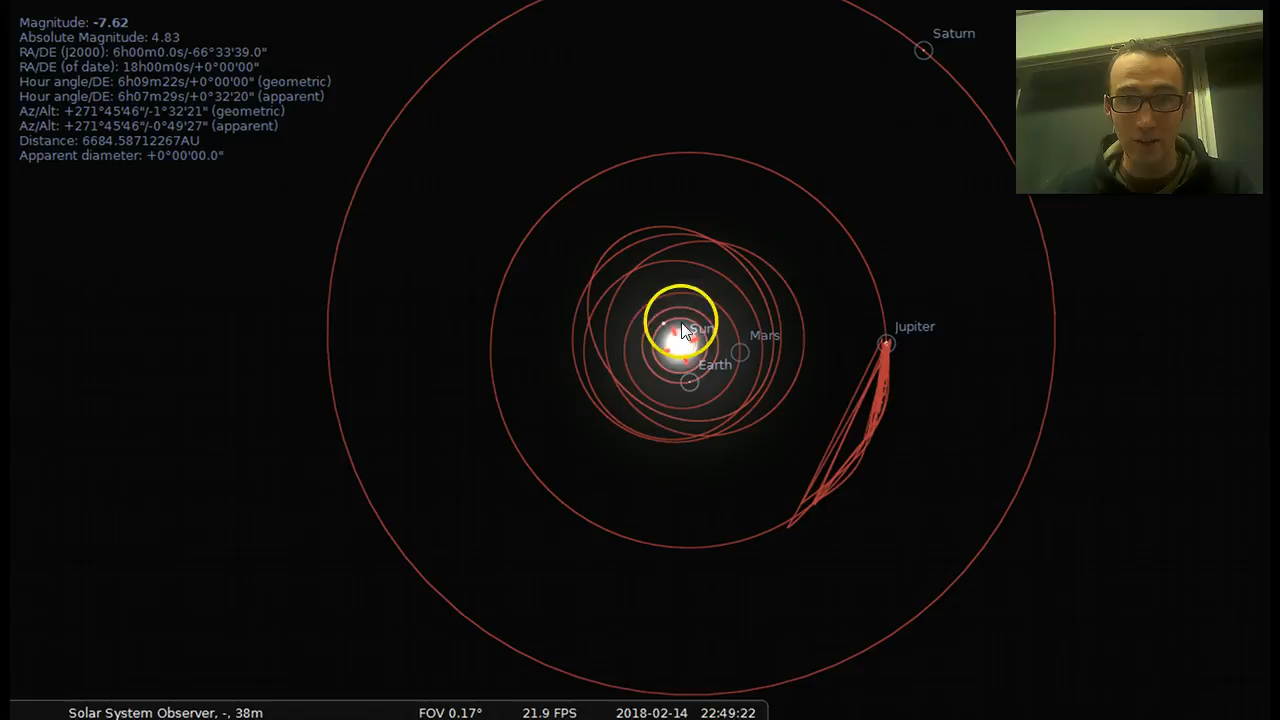 Magnitude: -7.62
Absolute Magnitude: 4.83
RA/DE (J2000): 6h00m0.0s/-66°33'39.0"
RA/DE (of date): 18h00m0s/+0°00'00"
Hour angle/DE: 6h09m22s/+0°00'00" (geometric)
Hour angle/DE: 6h07m29s/+0°32'20" (apparent)
Az/Alt: +271°45'46"/-1°32'21" (geometric)
Az/Alt: +271°45'46"/-0°49'27" (apparent)
Distance: 6684.58712267AU
Apparent diameter: +0°00'00.0"
Saturn
Jupiter
Sun
Mars
Earth
Solar System Observer, -, 38m FOV 0.17° 21.9 FPS 2018-02-14 22:49:22